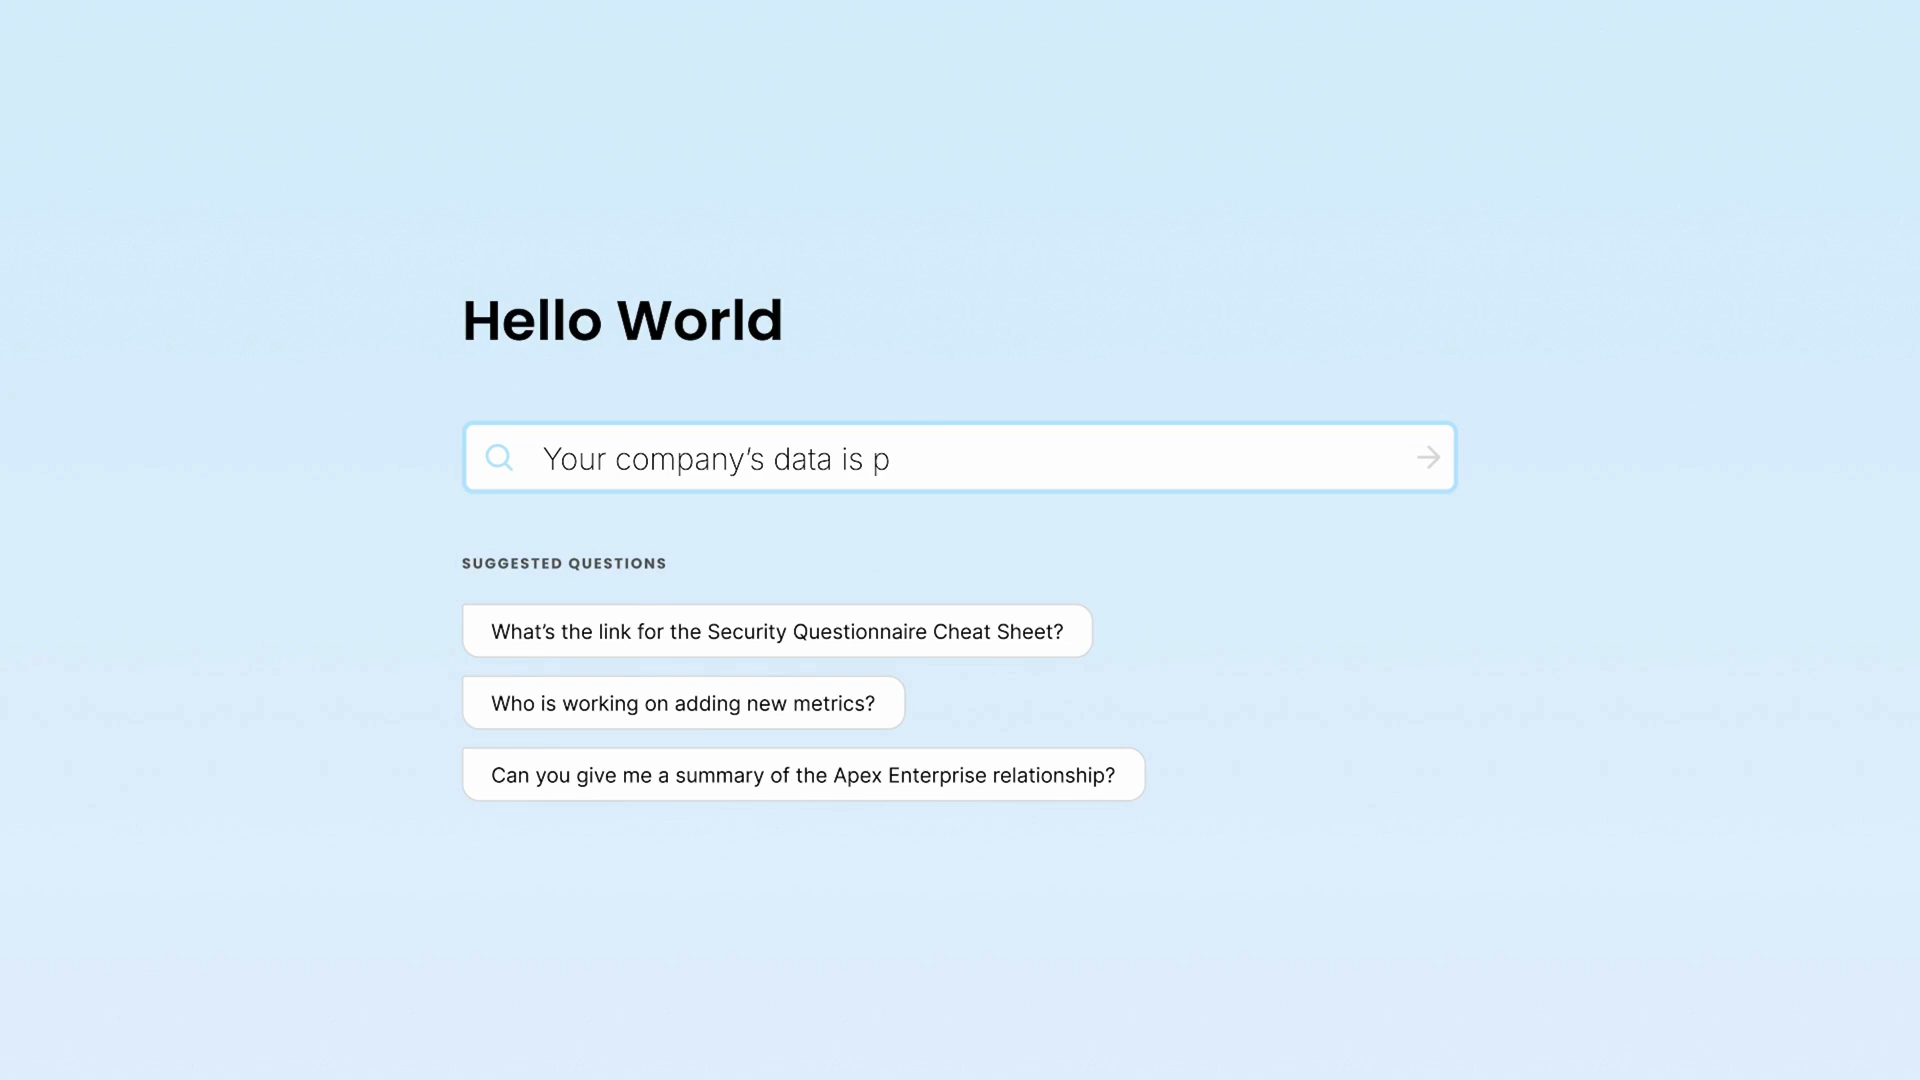 Hello World
Your company’s data is p
SUGGESTED QUESTIONS
What’s the link for the Security Questionnaire Cheat Sheet?
Who is working on adding new metrics?
Can you give me a summary of the Apex Enterprise relationship?